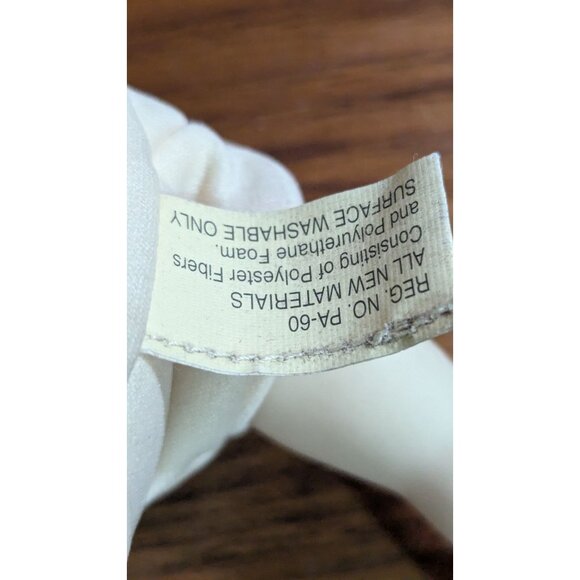 REG. NO. PA-60
ALL NEW MATERIALS
Consisting of Polyester Fibers
and Polyurethane Foam.
SURFACE WASHABLE ONLY